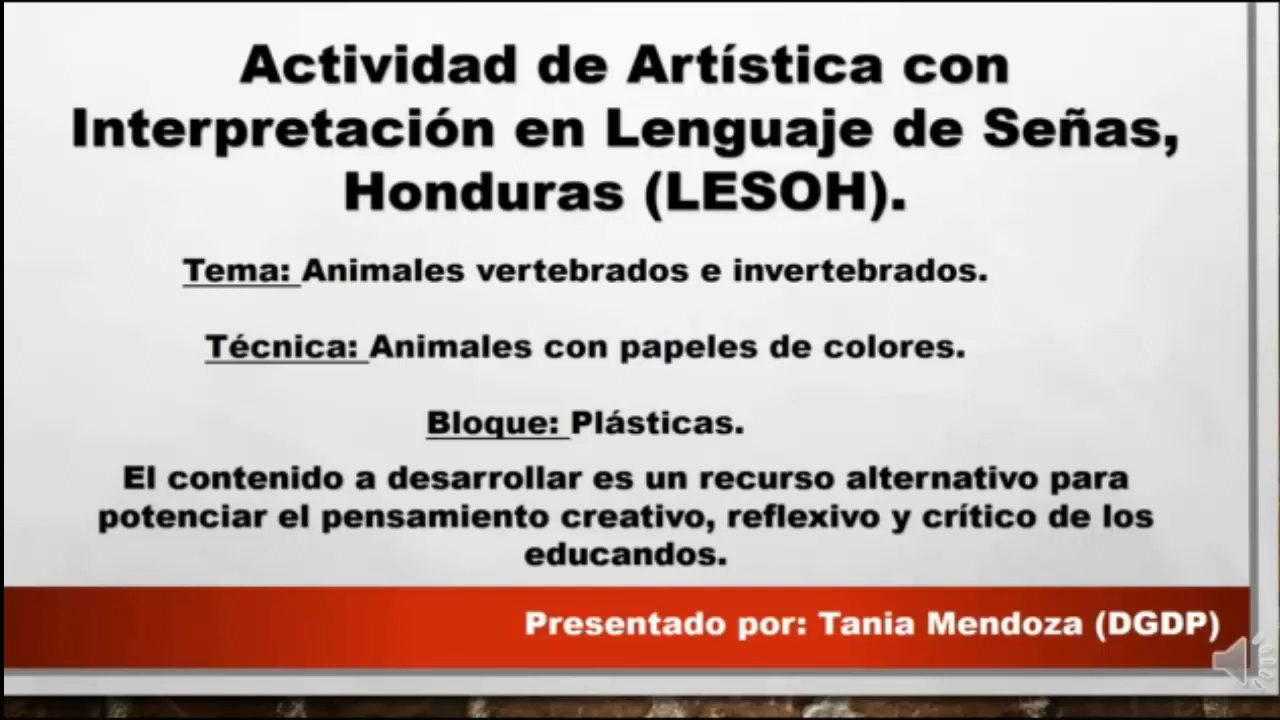 Actividad de Artística con
Interpretación en Lenguaje de Señas,
Honduras (LESOH).
Tema: Animales vertebrados e invertebrados.
Técnica: Animales con papeles de colores.
Bloque: Plásticas.
El contenido a desarrollar es un recurso alternativo para
potenciar el pensamiento creativo, reflexivo y crítico de los
educandos.
Presentado por: Tania Mendoza (DGDP)